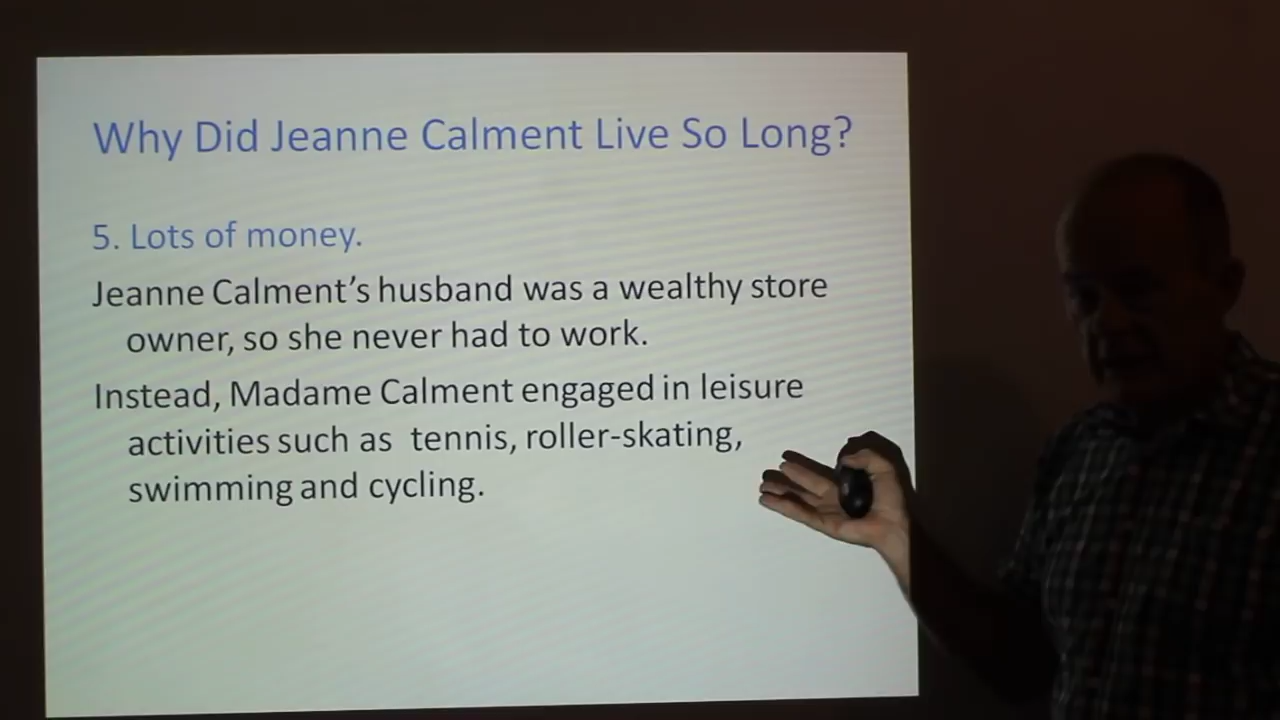 Why Did Jeanne Calment Live So Long?
5. Lots of money.
Jeanne Calment's husband was a wealthy store
owner, so she never had to work.
Instead, Madame Calment engaged in leisure
activities such as tennis, roller-skating,
swimming and cycling.